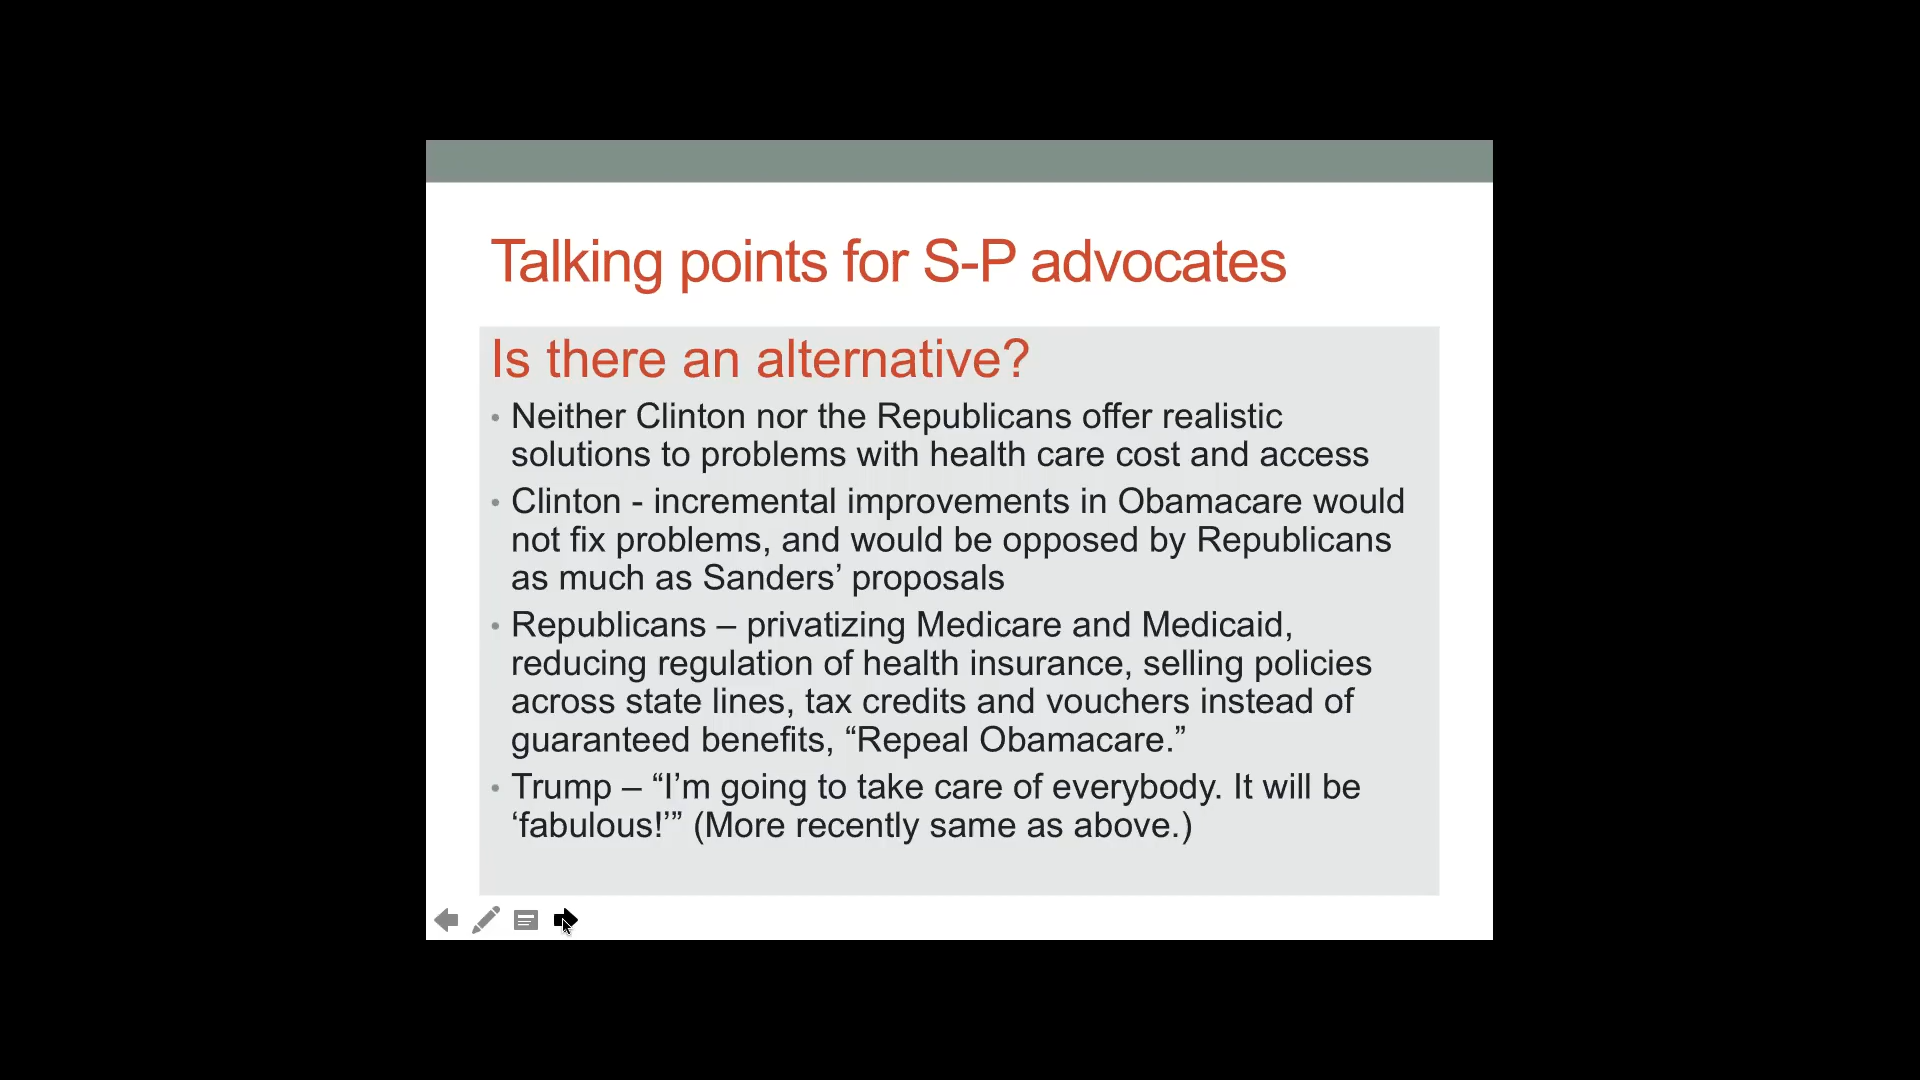 Talking points for S-P advocates
Is there an alternative?
• Neither Clinton nor the Republicans offer realistic
solutions to problems with health care cost and access
• Clinton - incremental improvements in Obamacare would
not fix problems, and would be opposed by Republicans
as much as Sanders’ proposals
• Republicans – privatizing Medicare and Medicaid,
reducing regulation of health insurance, selling policies
across state lines, tax credits and vouchers instead of
guaranteed benefits, “Repeal Obamacare.”
• Trump – “I’m going to take care of everybody. It will be
‘fabulous!’” (More recently same as above.)